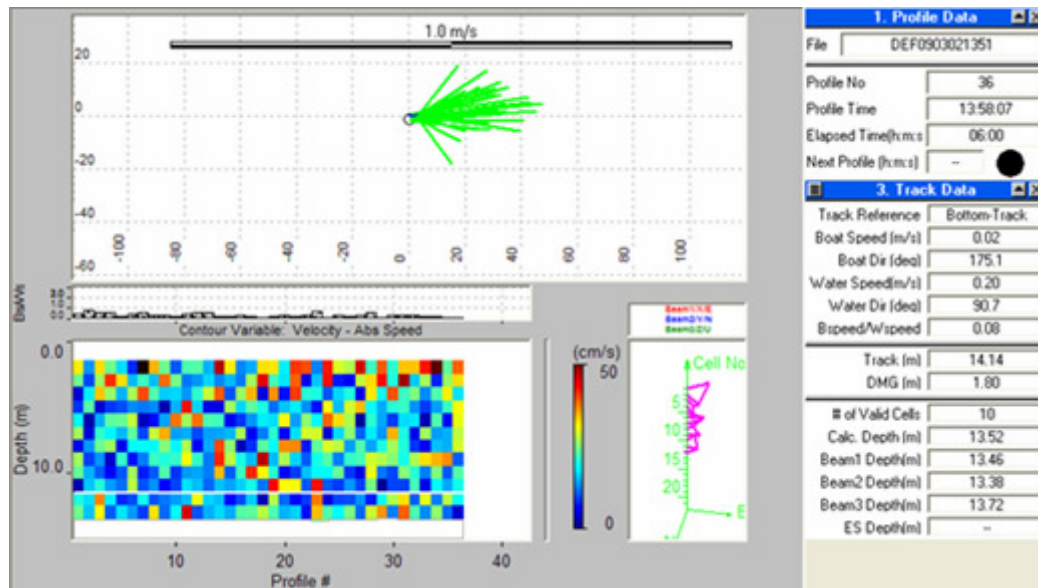 1.0 m/s
20
0
-20
-40
-60
-100
-80
-60
-40
-20
0
20
40
60
80
100
Contour Variable: Velocity - Abs Speed
0.0
10.0
Depth (m)
10
20
30
40
Profile #
(cm/s)
50
0
Cell No
5
10
15
20
E
1. Profile Data
File DEF0903021351
Profile No 36
Profile Time 13:58:07
Elapsed Time(h:m:s 06:00
Next Profile (h:m:s) --
3. Track Data
Track Reference Bottom-Track
Boat Speed (m/s) 0.02
Boat Dir (deg) 175.1
Water Speed(m/s) 0.20
Water Dir (deg) 90.7
Bspeed/Wspeed 0.08
Track (m) 14.14
DMG (m) 1.80
# of Valid Cells 10
Calc. Depth (m) 13.52
Beam1 Depth(m) 13.46
Beam2 Depth(m) 13.38
Beam3 Depth(m) 13.72
ES Depth(m) --